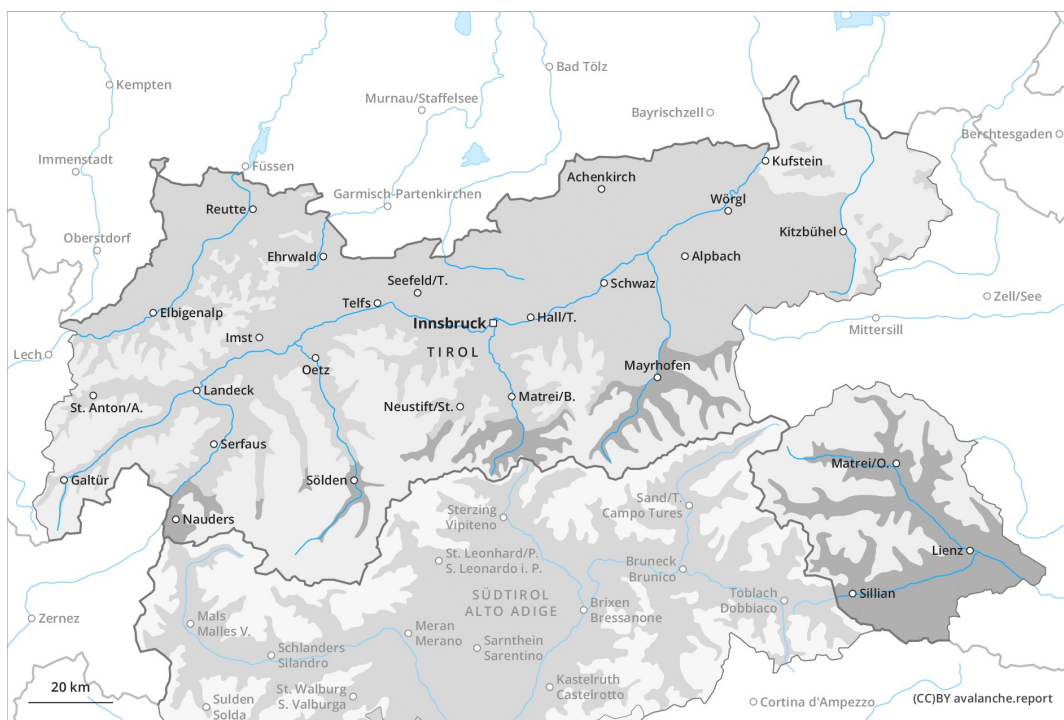 Kempten
Bad Tölz
Murnau/Staffelsee
Bayrischzell
Berchtesgaden
Immenstadt
Füssen
Kufstein
Achenkirch
Garmisch-Partenkirchen
Reutte
Wörgl
Kitzbühel
Oberstdorf
Ehrwald
Alpbach
Seefeld/T.
Schwaz
Zell/See
Telfs
Elbigenalp
Innsbruck
Hall/T.
Mittersill
Imst
TIROL
Lech
Oetz
Mayrhofen
Landeck
St. Anton/A.
Neustift/St.
Matrei/B.
Serfaus
Matrei/O.
Galtür
Sölden
Sand/T.
Campo Tures
Sterzing
Vipiteno
Nauders
Lienz
St. Leonhard/P.
S. Leonardo i. P.
Bruneck
Brunico
SÜDTIROL
ALTO ADIGE
Sillian
Toblach
Dobbiaco
Brixen
Bressanone
Zernez
Mals
Malles V.
Meran
Merano
Sarnthein
Sarentino
Schlanders
Silandro
Kastelruth
Castelrotto
20 km
St. Walburg
S. Valburga
Sulden
Solda
Cortina d'Ampezzo
(CC)BY avalanche.report